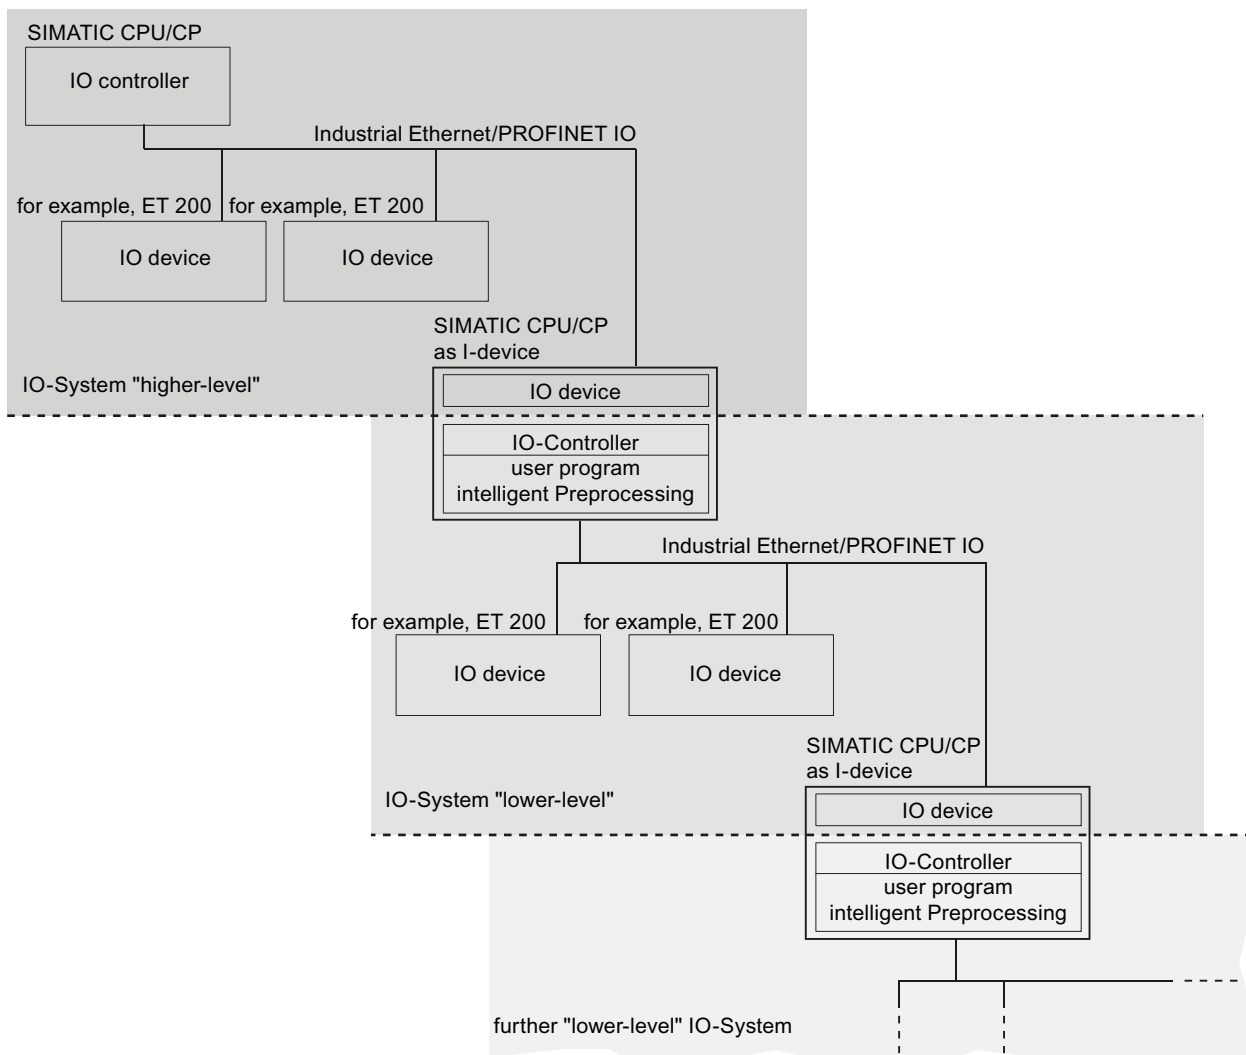 SIMATIC CPU/CP
IO controller
Industrial Ethernet/PROFINET IO
for example, ET 200
for example, ET 200
IO device
IO device
SIMATIC CPU/CP
as I-device
IO-System "higher-level"
IO device
IO-Controller
user program
intelligent Preprocessing
Industrial Ethernet/PROFINET IO
for example, ET 200
for example, ET 200
IO device
IO device
SIMATIC CPU/CP
as I-device
IO-System "lower-level"
IO device
IO-Controller
user program
intelligent Preprocessing
further "lower-level" IO-System